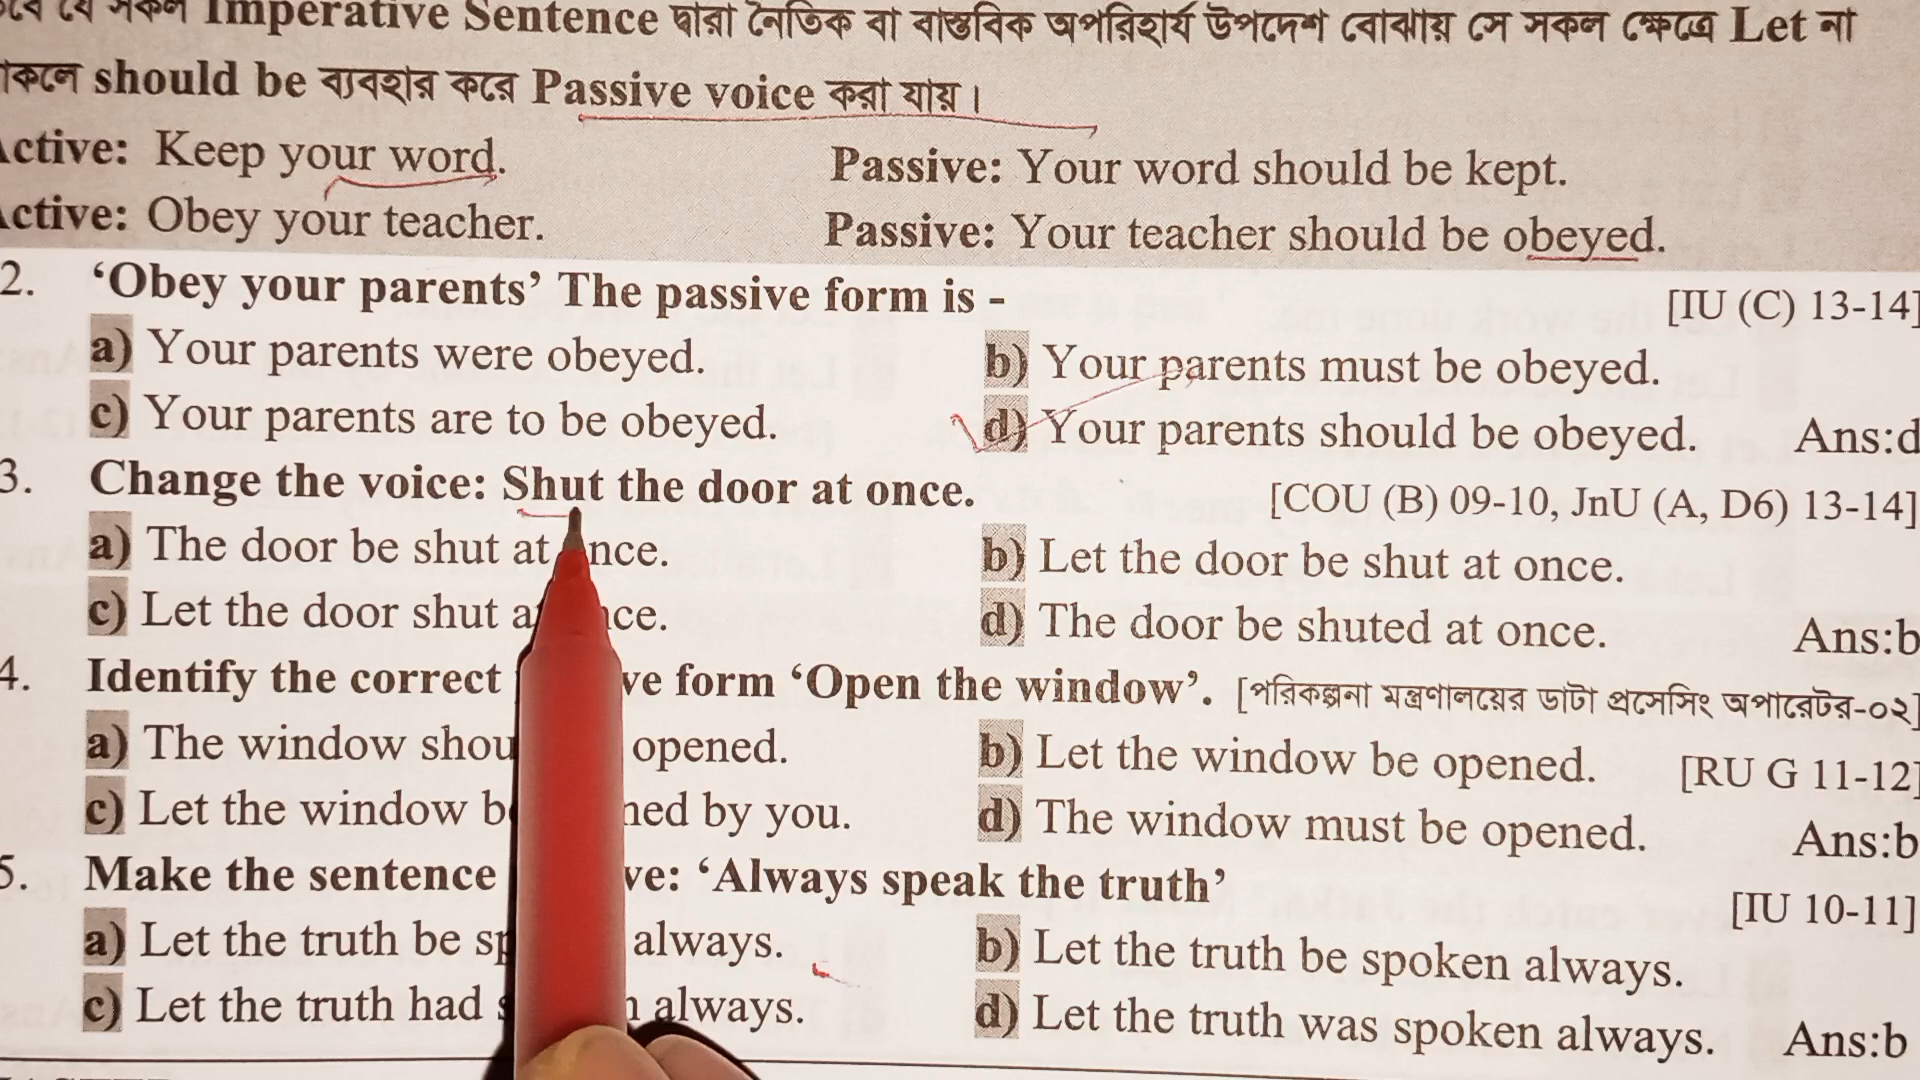 যে সকল Imperative Sentence দ্বারা নৈতিক বা বাস্তবিক অপরিহার্য উপদেশ বোঝায় সে সকল ক্ষেত্রে Let না
should be ব্যবহার করে Passive voice করা যায়।
Active: Keep your word. Passive: Your word should be kept.
Active: Obey your teacher. Passive: Your teacher should be obeyed.
2. ‘Obey your parents’ The passive form is - [IU (C) 13-14]
a) Your parents were obeyed. b) Your parents must be obeyed.
c) Your parents are to be obeyed. d) Your parents should be obeyed. Ans:d
3. Change the voice: Shut the door at once. [COU (B) 09-10, JnU (A, D6) 13-14]
a) The door be shut at nce. b) Let the door be shut at once.
c) Let the door shut a ce. d) The door be shuted at once. Ans:b
4. Identify the correct ve form ‘Open the window’. [পরিকল্পনা মন্ত্রণালয়ের ডাটা প্রসেসিং অপারেটর-০২]
a) The window shou opened. b) Let the window be opened. [RU G 11-12]
c) Let the window b ned by you. d) The window must be opened. Ans:b
5. Make the sentence ve: ‘Always speak the truth’ [IU 10-11]
a) Let the truth be sp always. b) Let the truth be spoken always.
c) Let the truth had always. d) Let the truth was spoken always. Ans:b